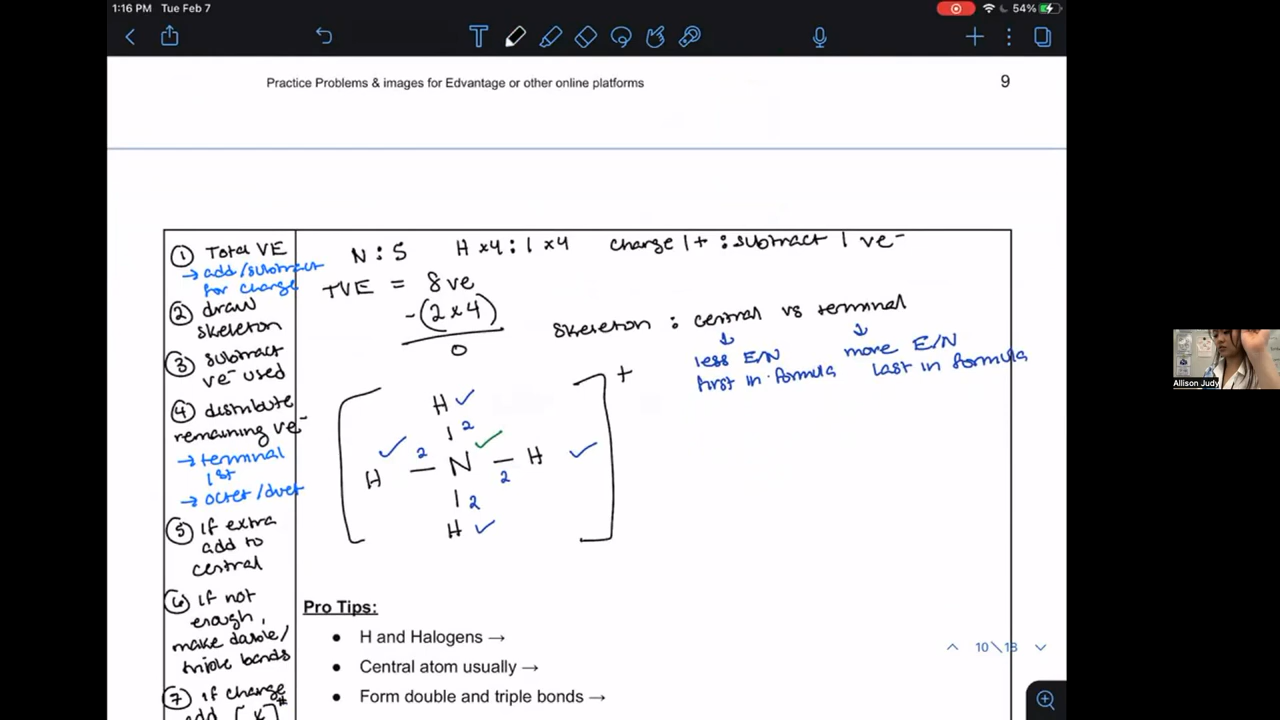 1:16 PM Tue Feb 7
54%
T
Practice Problems & images for Edvantage or other online platforms
9
① Total VE
→ add/subtract
for charge
② draw
skeleton
③ subtract
ve⁻ used
④ distribute
remaining ve⁻
→ terminal
1st
→ octet/duet
⑤ if extra
add to
central
⑥ if not
enough,
make double/
triple bonds
⑦ if charge
add [x]^#
N : 5 H x4 : 1 x4 charge 1+ : subtract 1 ve⁻
TVE = 8ve
-(2 x 4)
0
Skeleton : central vs terminal
↓ ↓
less E/N more E/N
first in formula last in formula
+
H ✓
| 2 ✓
✓ H — 2 N — 2 H ✓
| 2
H ✓
Pro Tips:
● H and Halogens →
● Central atom usually →
● Form double and triple bonds →
10\18
Allison Judy